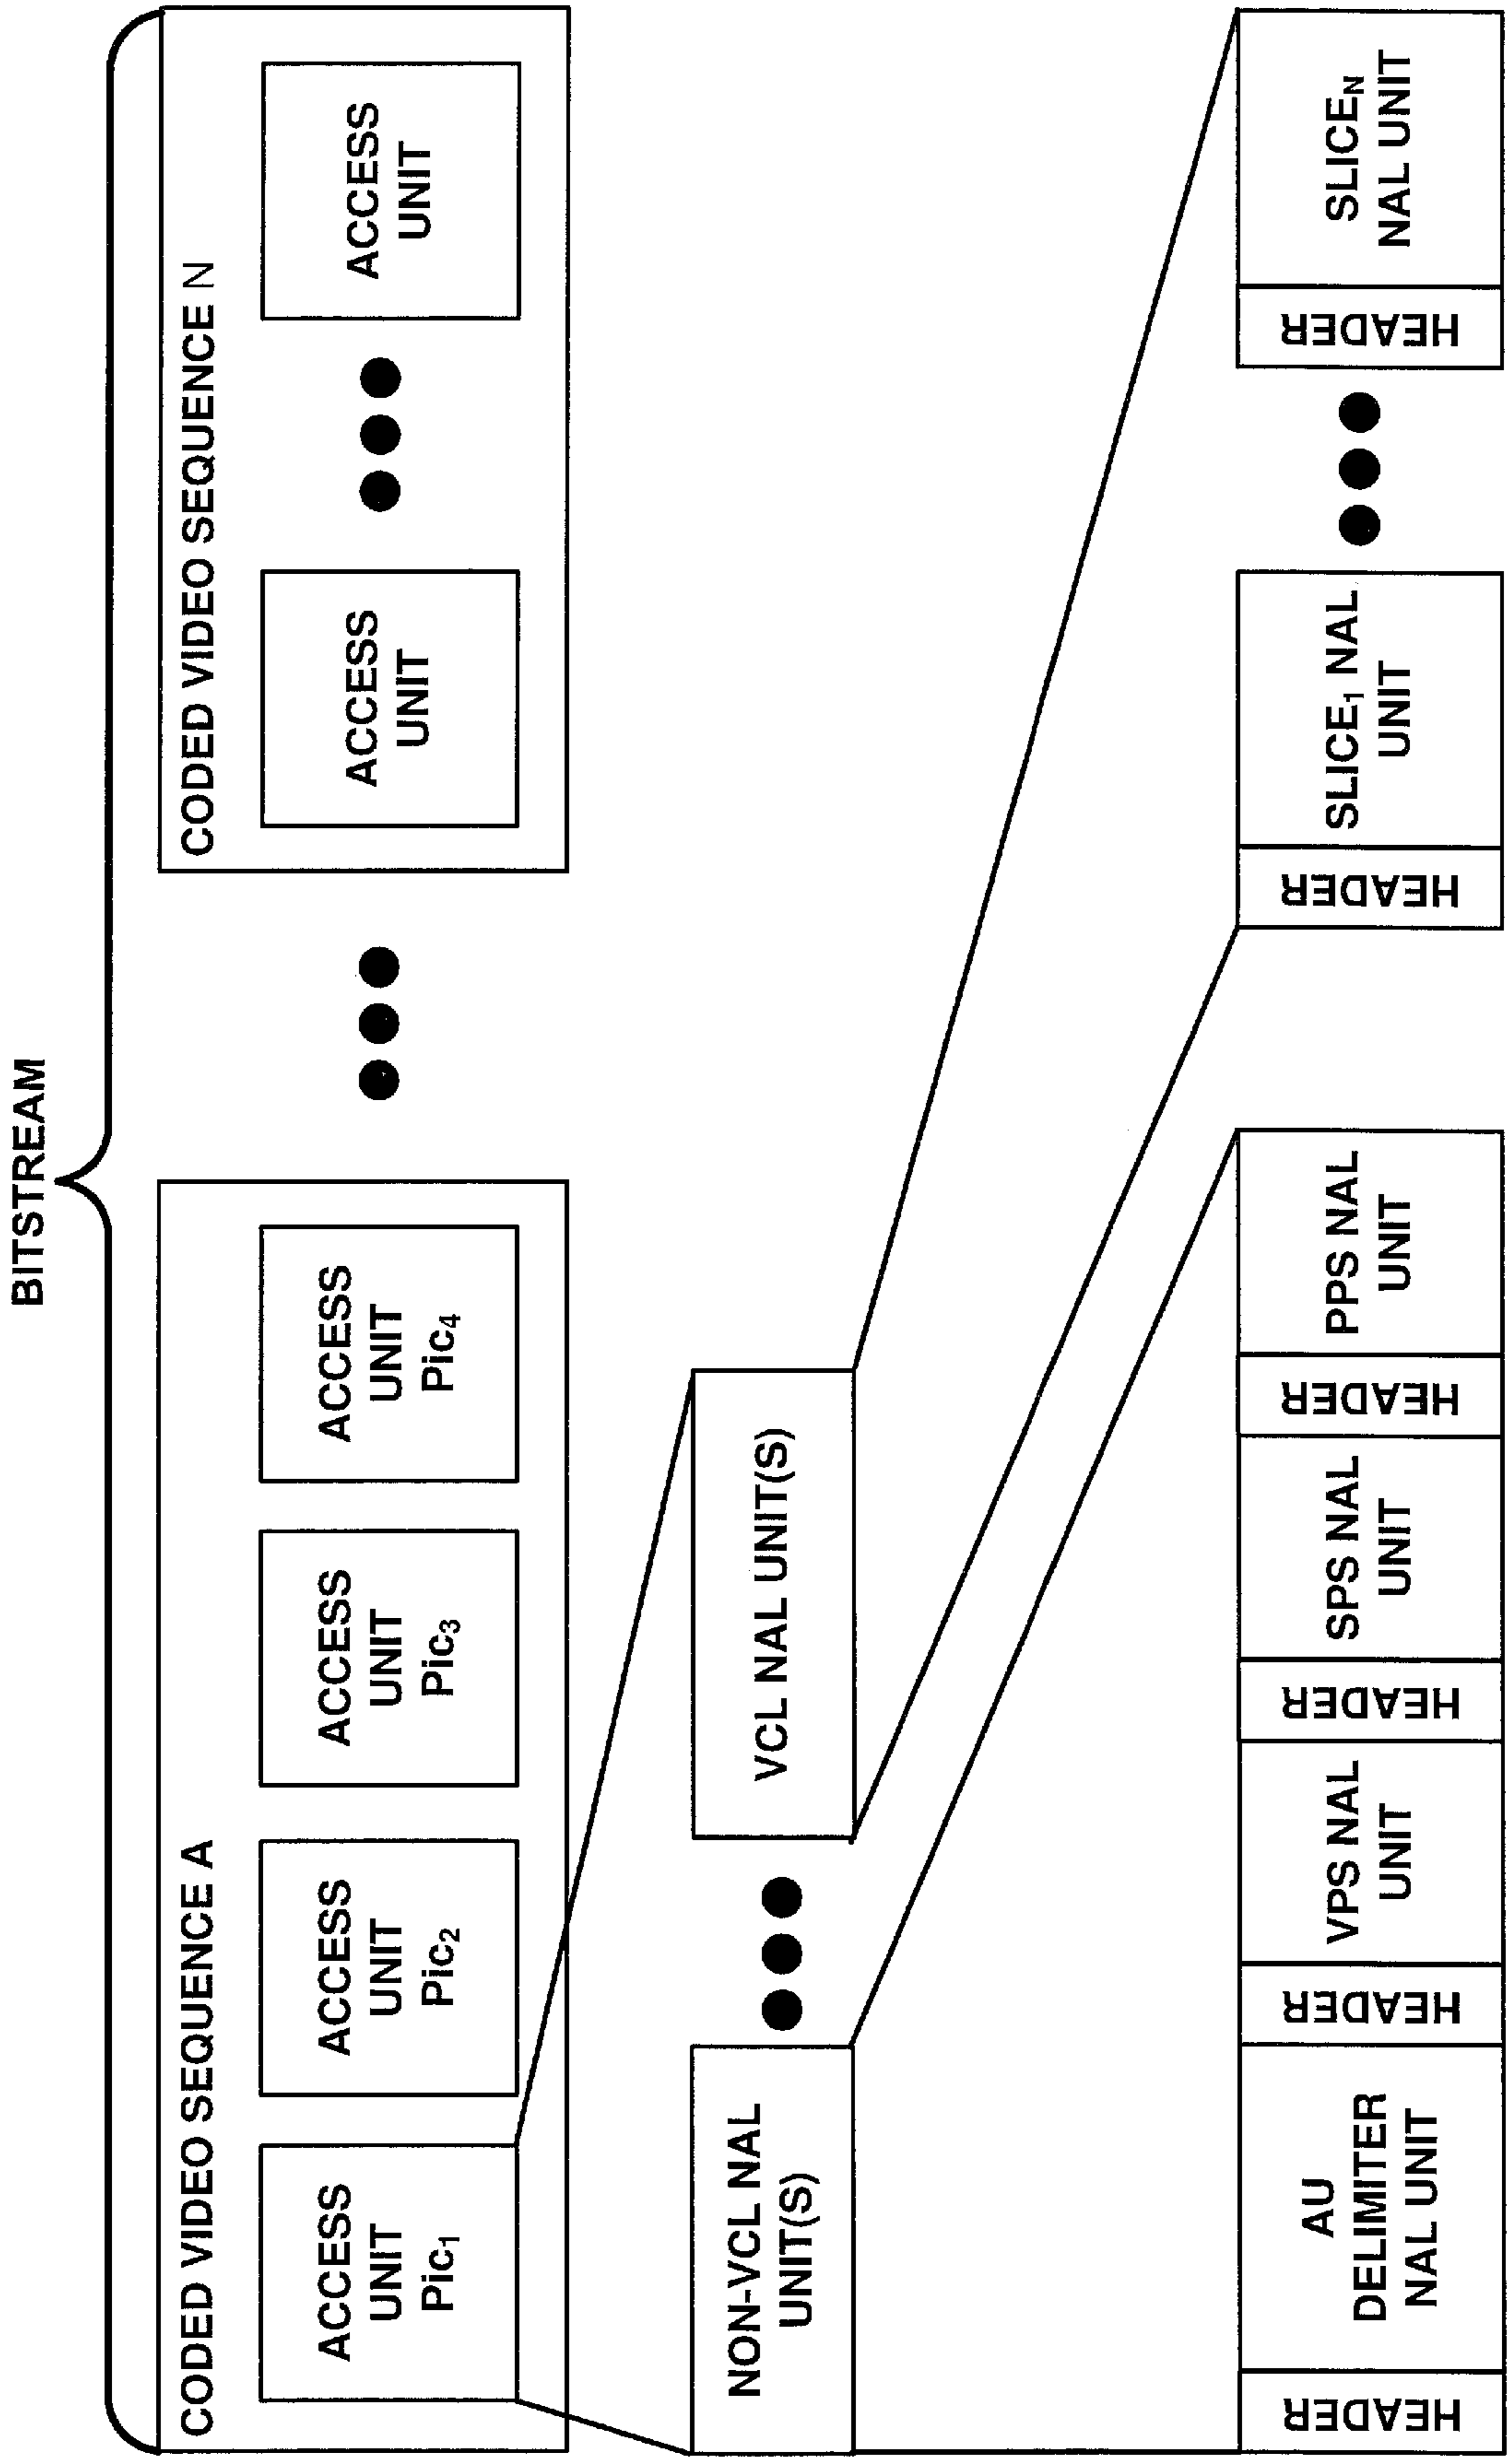 BITSTREAM
CODED VIDEO SEQUENCE A
ACCESS
UNIT
Pic₁
ACCESS
UNIT
Pic₂
ACCESS
UNIT
Pic₃
ACCESS
UNIT
Pic₄
CODED VIDEO SEQUENCE N
ACCESS
UNIT
ACCESS
UNIT
NON-VCL NAL
UNIT(S)
VCL NAL UNIT(S)
HEADER
AU
DELIMITER
NAL UNIT
HEADER
VPS NAL
UNIT
HEADER
SPS NAL
UNIT
HEADER
PPS NAL
UNIT
HEADER
SLICE₁ NAL
UNIT
HEADER
SLICE_N
NAL UNIT